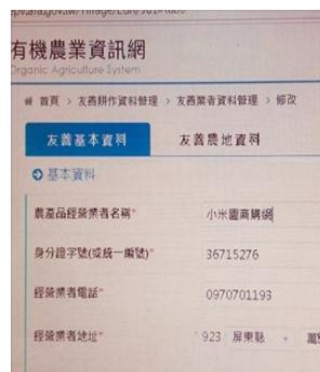 有機農業資訊網
Organic Agriculture System
首頁 > 友善耕作資料管理 > 友善業者資料管理 > 修改
友善基本資料 友善農地資料
基本資料
農產品經營業者名稱* 小米園商購網
身分證字號(或統一編號)* 36715276
經營業者電話* 0970701193
經營業者地址* 923 屏東縣